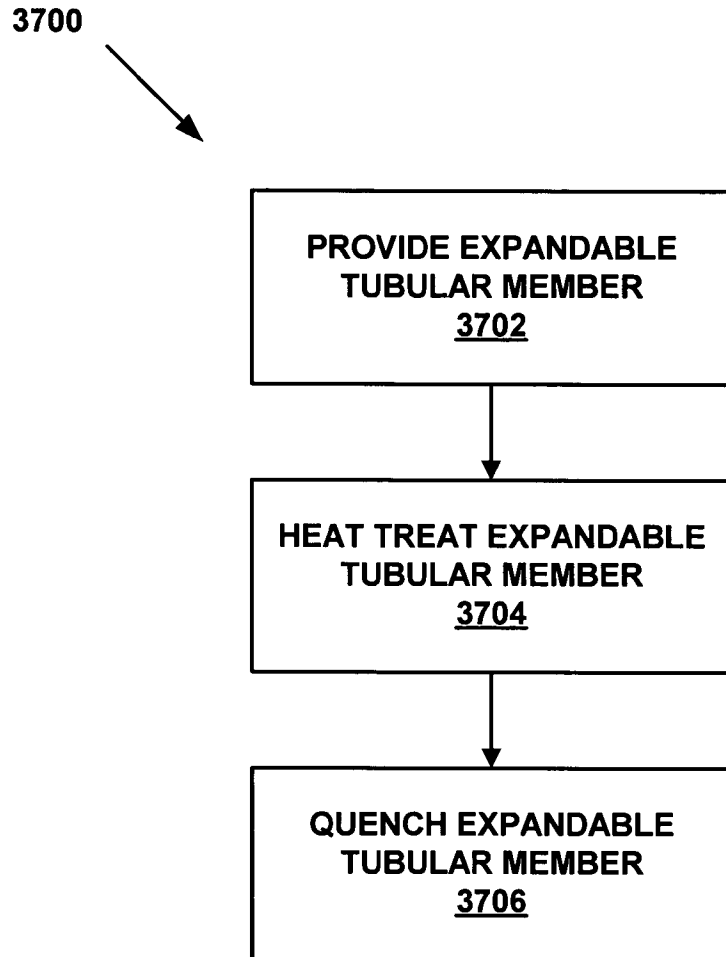 3700
PROVIDE EXPANDABLE
TUBULAR MEMBER
3702
HEAT TREAT EXPANDABLE
TUBULAR MEMBER
3704
QUENCH EXPANDABLE
TUBULAR MEMBER
3706